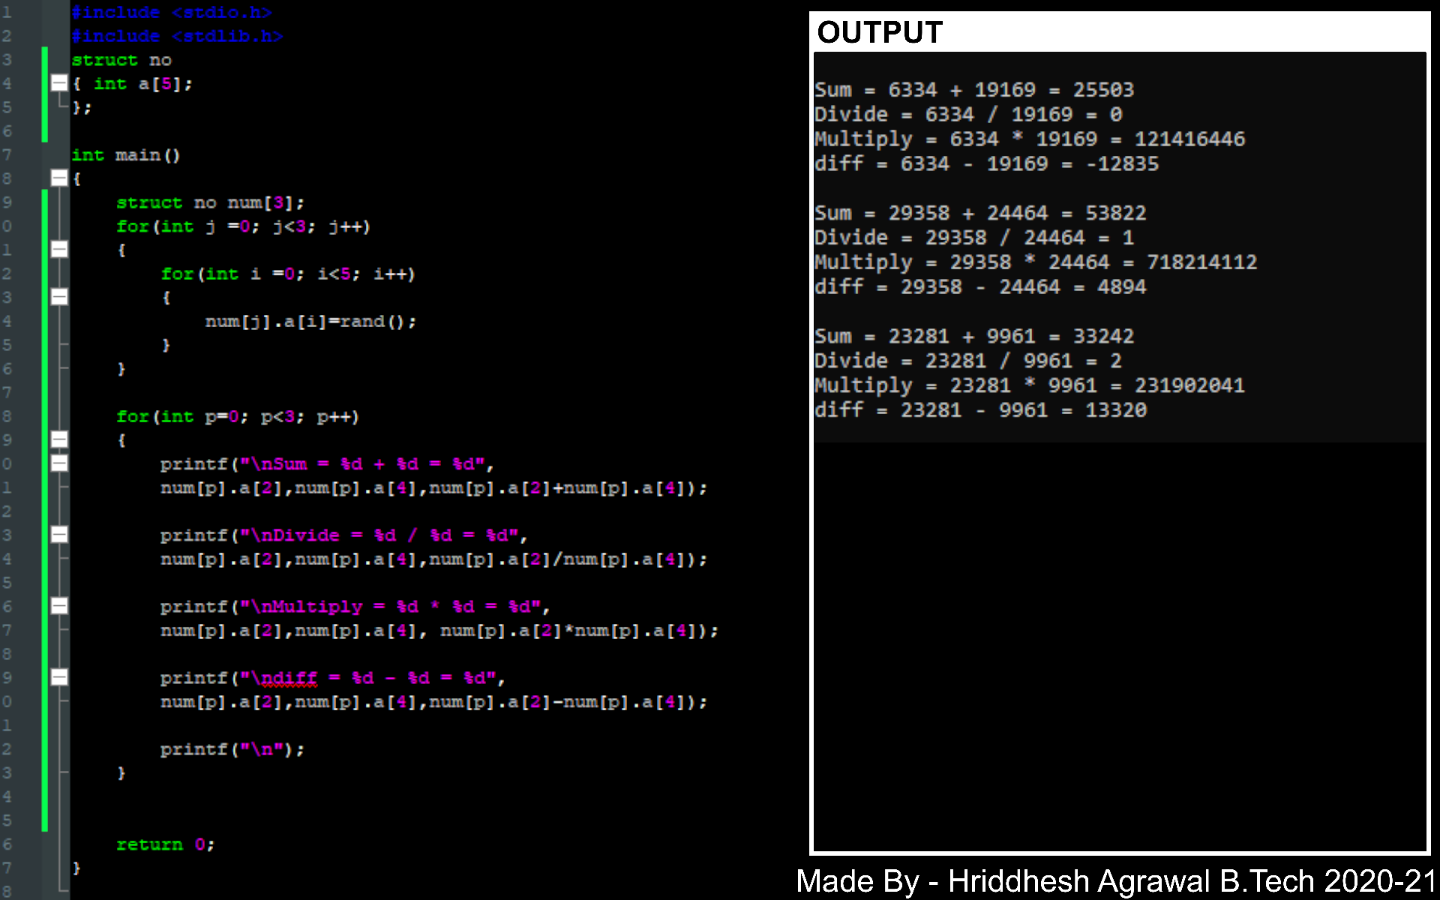 1 #include <stdio.h>
2 #include <stdlib.h>
3 struct no
4 { int a[5];
5 };
6
7 int main()
8 {
9 struct no num[3];
0 for(int j =0; j<3; j++)
1 {
2 for(int i =0; i<5; i++)
3 {
4 num[j].a[i]=rand();
5 }
6 }
7
8 for(int p=0; p<3; p++)
9 {
0 printf("\nSum = %d + %d = %d",
1 num[p].a[2],num[p].a[4],num[p].a[2]+num[p].a[4]);
2
3 printf("\nDivide = %d / %d = %d",
4 num[p].a[2],num[p].a[4],num[p].a[2]/num[p].a[4]);
5
6 printf("\nMultiply = %d * %d = %d",
7 num[p].a[2],num[p].a[4], num[p].a[2]*num[p].a[4]);
8
9 printf("\ndiff = %d - %d = %d",
0 num[p].a[2],num[p].a[4],num[p].a[2]-num[p].a[4]);
1
2 printf("\n");
3 }
4
5
6 return 0;
7 }
8
OUTPUT
Sum = 6334 + 19169 = 25503
Divide = 6334 / 19169 = 0
Multiply = 6334 * 19169 = 121416446
diff = 6334 - 19169 = -12835
Sum = 29358 + 24464 = 53822
Divide = 29358 / 24464 = 1
Multiply = 29358 * 24464 = 718214112
diff = 29358 - 24464 = 4894
Sum = 23281 + 9961 = 33242
Divide = 23281 / 9961 = 2
Multiply = 23281 * 9961 = 231902041
diff = 23281 - 9961 = 13320
Made By - Hriddhesh Agrawal B.Tech 2020-21